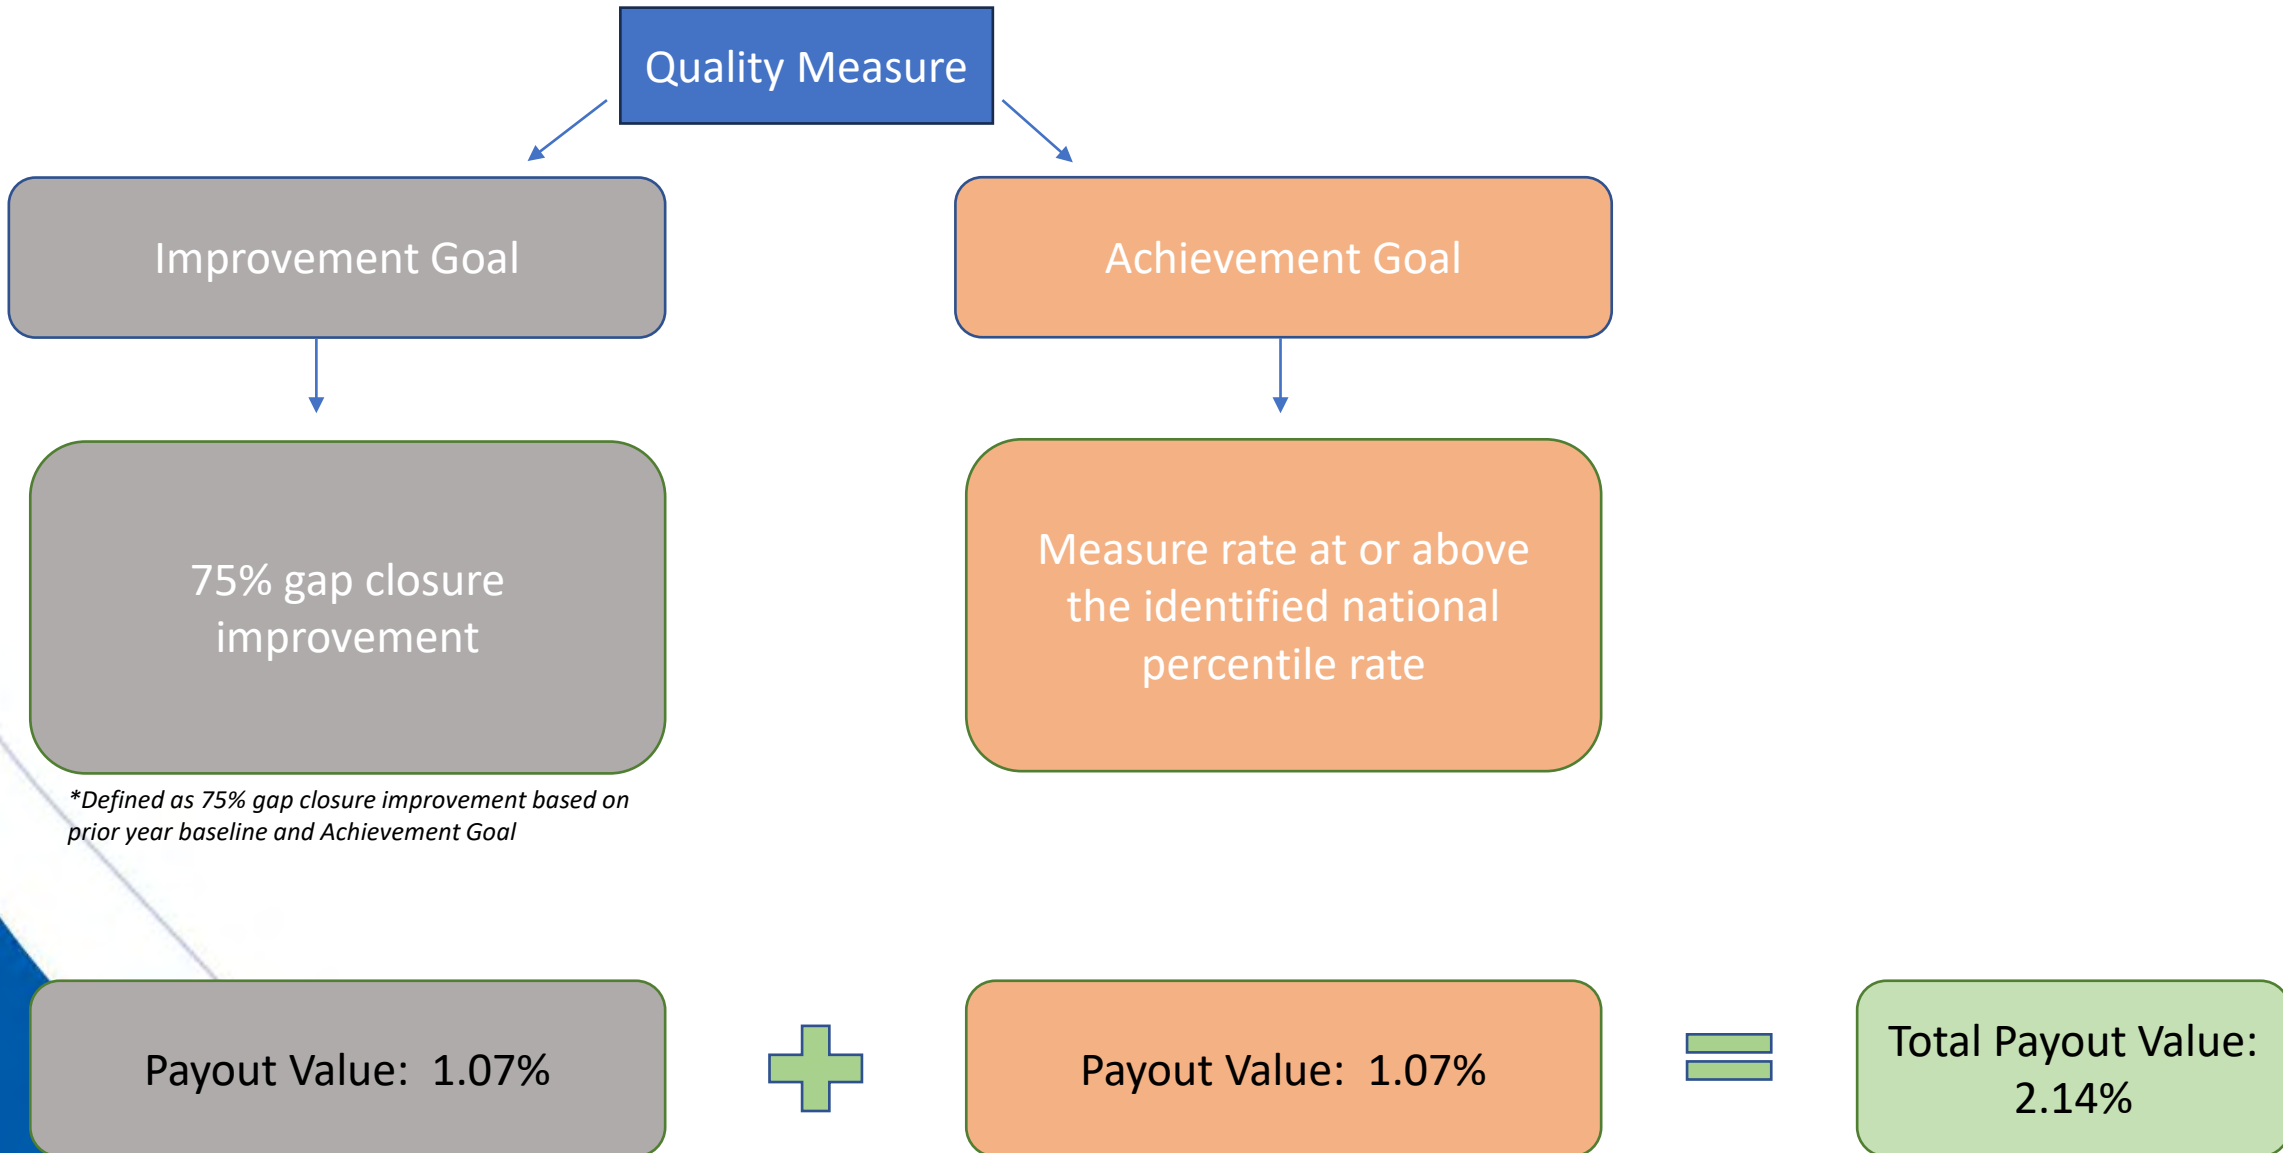 Quality Measure
Improvement Goal
Achievement Goal
75% gap closure
improvement
Measure rate at or above
the identified national
percentile rate
*Defined as 75% gap closure improvement based on
prior year baseline and Achievement Goal
Payout Value: 1.07%
Payout Value: 1.07%
Total Payout Value:
2.14%